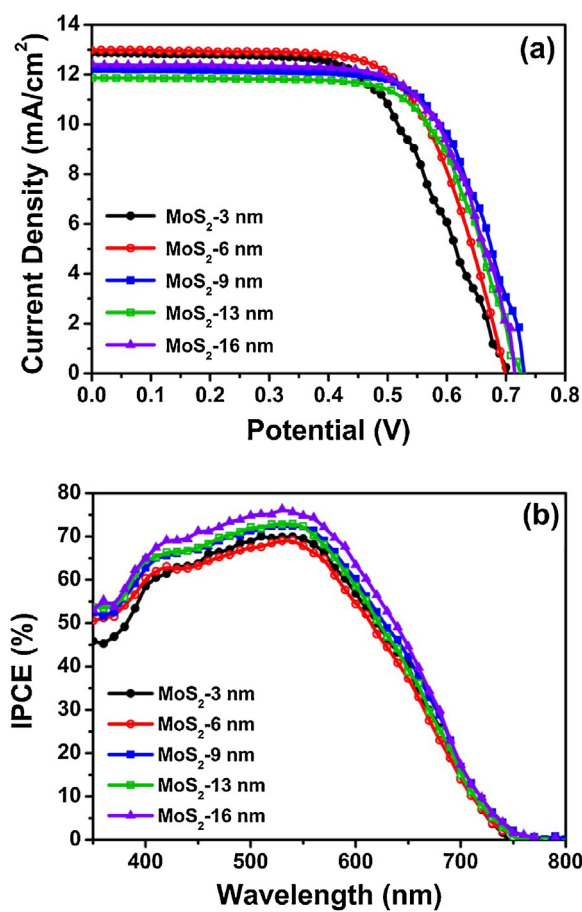 14
12
10
8
6
4
2
0
0.0 0.1 0.2 0.3 0.4 0.5 0.6 0.7 0.8
Current Density (mA/cm²)
Potential (V)
(a)
MoS₂-3 nm
MoS₂-6 nm
MoS₂-9 nm
MoS₂-13 nm
MoS₂-16 nm
80
70
60
50
40
30
20
10
0
400 500 600 700 800
IPCE (%)
Wavelength (nm)
(b)
MoS₂-3 nm
MoS₂-6 nm
MoS₂-9 nm
MoS₂-13 nm
MoS₂-16 nm